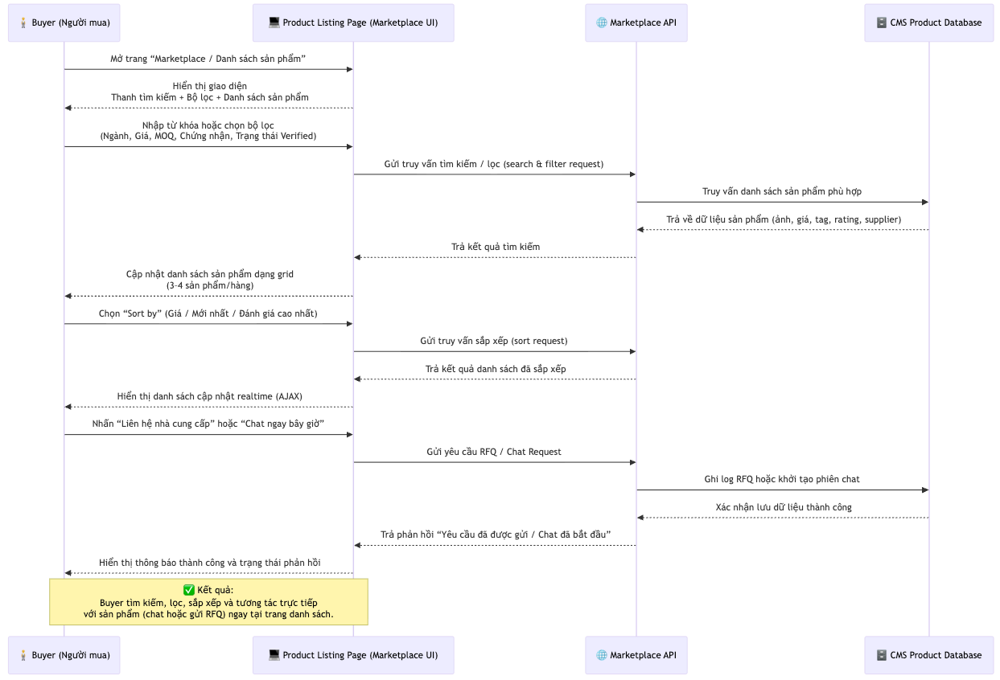 Buyer (Người mua)
Product Listing Page (Marketplace UI)
Marketplace API
CMS Product Database
Mở trang “Marketplace / Danh sách sản phẩm”
Hiển thị giao diện
Thanh tìm kiếm + Bộ lọc + Danh sách sản phẩm
Nhập từ khóa hoặc chọn bộ lọc
(Ngành, Giá, MOQ, Chứng nhận, Trạng thái Verified)
Gửi truy vấn tìm kiếm / lọc (search & filter request)
Truy vấn danh sách sản phẩm phù hợp
Trả về dữ liệu sản phẩm (ảnh, giá, tag, rating, supplier)
Trả kết quả tìm kiếm
Cập nhật danh sách sản phẩm dạng grid
(3–4 sản phẩm/hàng)
Chọn “Sort by” (Giá / Mới nhất / Đánh giá cao nhất)
Gửi truy vấn sắp xếp (sort request)
Trả kết quả danh sách đã sắp xếp
Hiển thị danh sách cập nhật realtime (AJAX)
Nhấn “Liên hệ nhà cung cấp” hoặc “Chat ngay bây giờ”
Gửi yêu cầu RFQ / Chat Request
Ghi log RFQ hoặc khởi tạo phiên chat
Xác nhận lưu dữ liệu thành công
Trả phản hồi “Yêu cầu đã được gửi / Chat đã bắt đầu”
Hiển thị thông báo thành công và trạng thái phản hồi
✅ Kết quả:
Buyer tìm kiếm, lọc, sắp xếp và tương tác trực tiếp
với sản phẩm (chat hoặc gửi RFQ) ngay tại trang danh sách.
Buyer (Người mua)
Product Listing Page (Marketplace UI)
Marketplace API
CMS Product Database